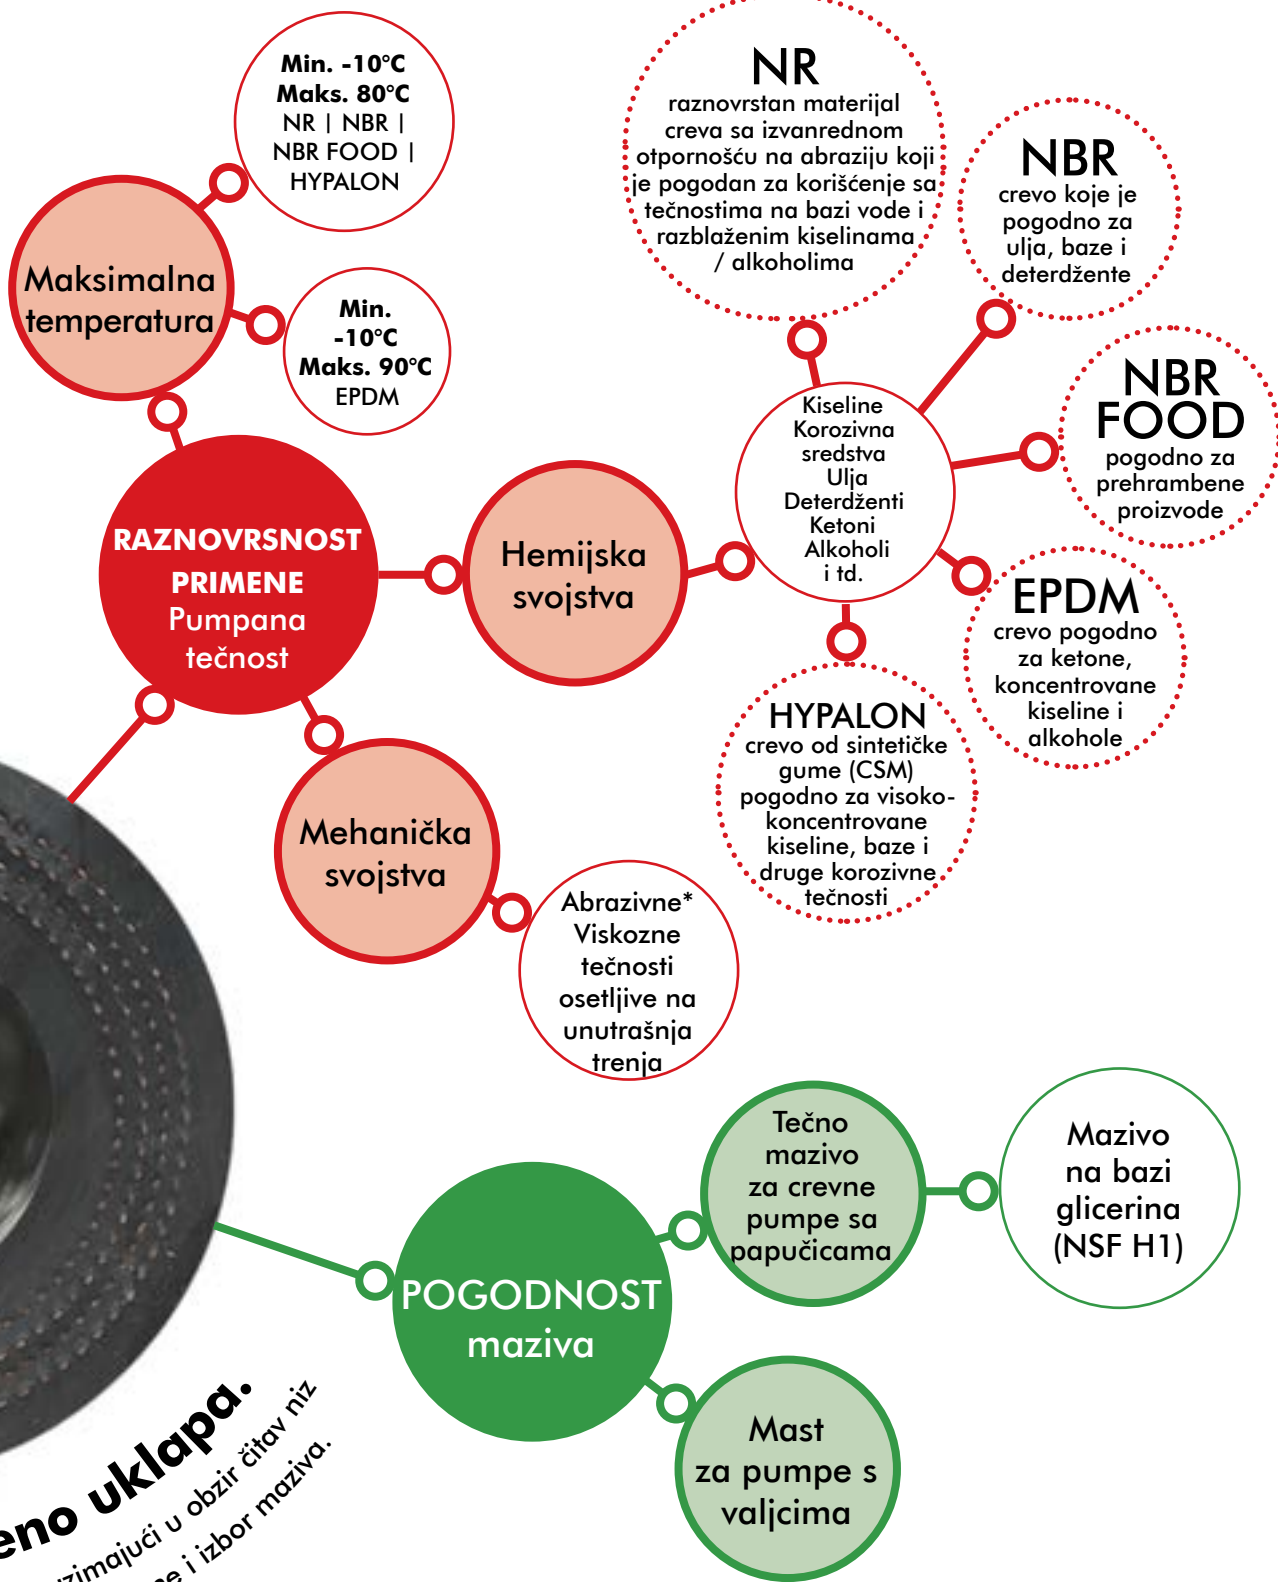 Min. -10°C
Maks. 80°C
NR | NBR |
NBR FOOD |
HYPALON
Maksimalna
temperatura
Min.
-10°C
Maks. 90°C
EPDM
RAZNOVRSNOST
PRIMENE
Pumpana
tečnost
Hemijska
svojstva
Kiseline
Korozivna
sredstva
Ulja
Deterdženti
Ketoni
Alkoholi
i td.
NR
raznovrstan materijal
creva sa izvanrednom
otpornošću na abraziju koji
je pogodan za korišćenje sa
tečnostima na bazi vode i
razblaženim kiselinama
/ alkoholima
NBR
crevo koje je
pogodno za
ulja, baze i
deterdžente
NBR
FOOD
pogodno za
prehrambene
proizvode
EPDM
crevo pogodno
za ketone,
koncentrovane
kiseline i
alkohole
HYPALON
crevo od sintetičke
gume (CSM)
pogodno za visoko-
koncentrovane
kiseline, baze i
druge korozivne
tečnosti
Mehanička
svojstva
Abrazivne*
Viskozne
tečnosti
osetljive na
unutrašnja
trenja
POGODNOST
maziva
Tečno
mazivo
za crevne
pumpe sa
papučicama
Mazivo
na bazi
glicerina
(NSF H1)
Mast
za pumpe s
valjcima
uklapa.
u obzir čitav niz
i izbor maziva.